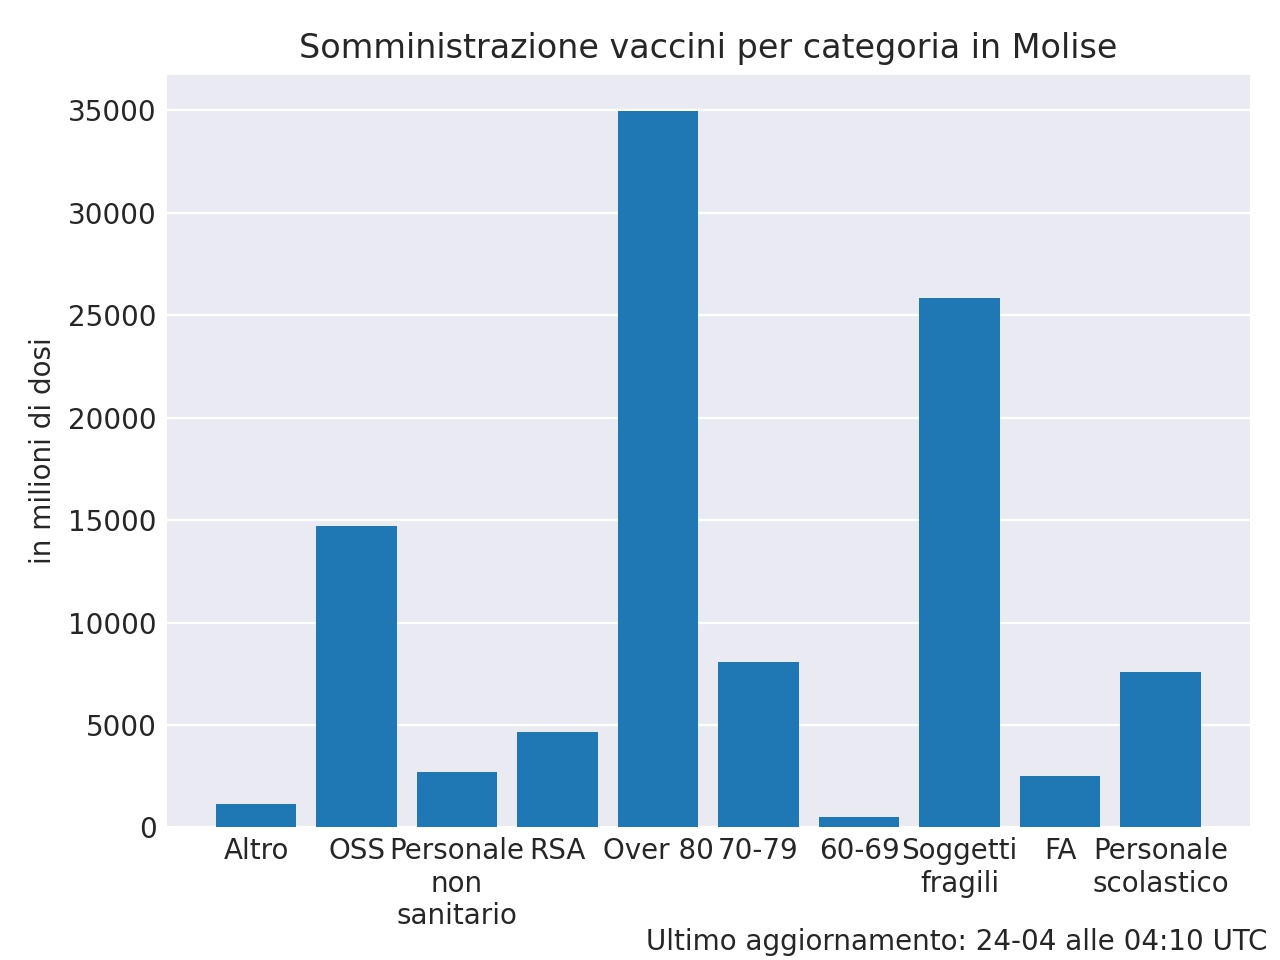 Somministrazione vaccini per categoria in Molise
in milioni di dosi
35000
30000
25000
20000
15000
10000
5000
0
Altro
OSS
Personale
non
sanitario
RSA
Over 80
70-79
60-69
Soggetti
fragili
FA
Personale
scolastico
Ultimo aggiornamento: 24-04 alle 04:10 UTC